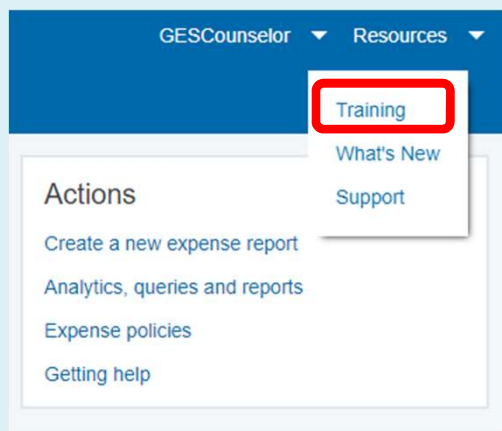 GESCounselor Resources
Training
What's New
Support
Actions
Create a new expense report
Analytics, queries and reports
Expense policies
Getting help